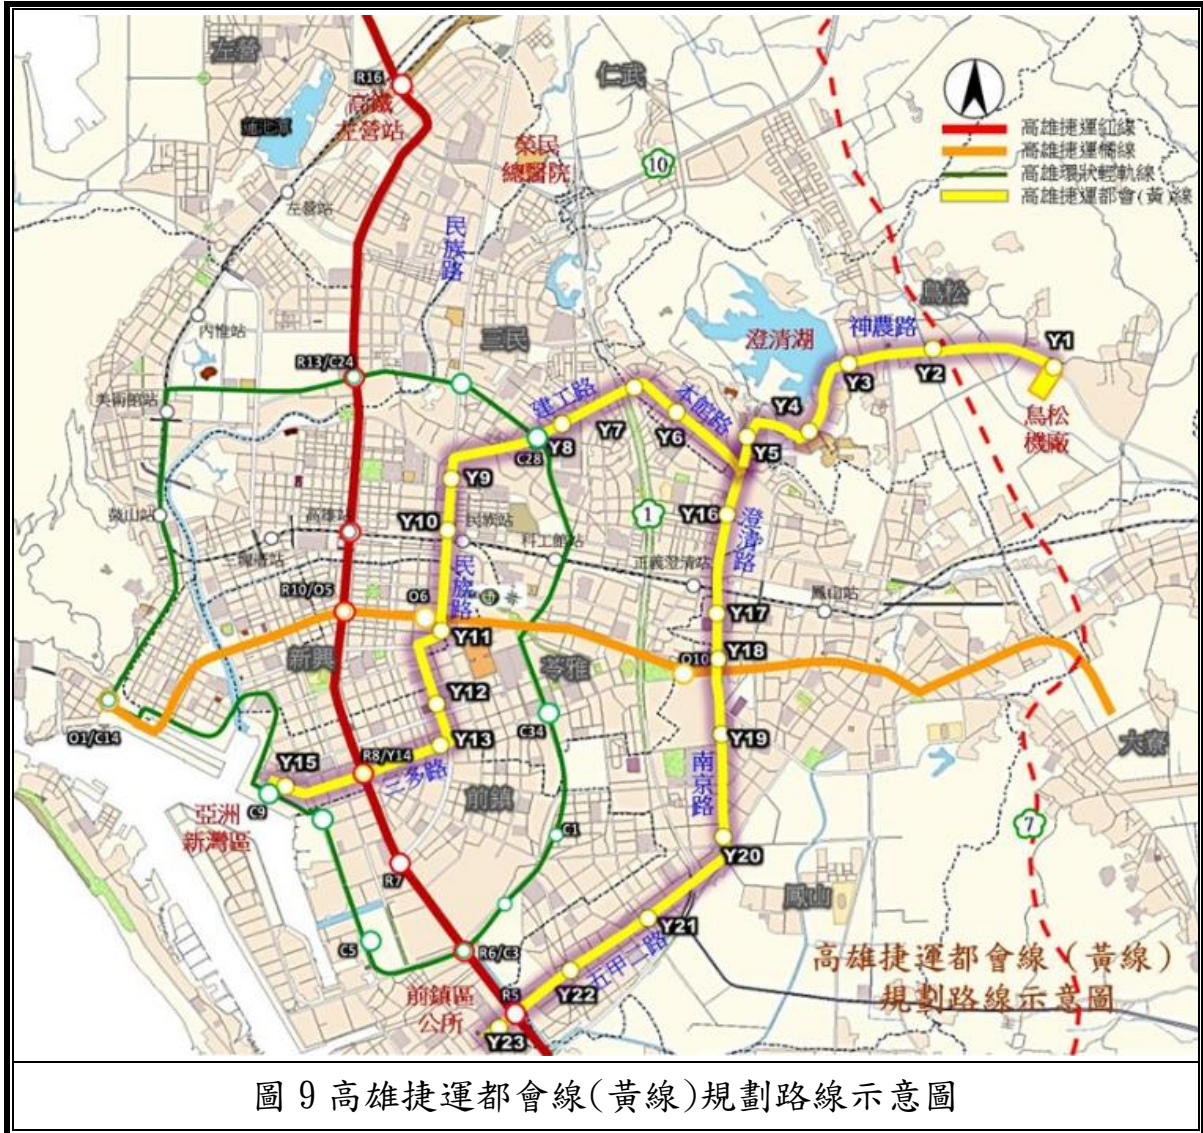 左營
仁武
R16
高鐵
左營站
蓮池潭
榮民
總醫院
10
高雄捷運紅線
高雄捷運橘線
高雄環狀輕軌線
高雄捷運都會(黃)線
左營站
民族路
鳥松
內惟站
三民
澄清湖
神農路
Y1
R13/C24
Y2
Y3
美術館站
建工路
本館路
Y4
鳥松
機廠
Y7
Y6
Y8
Y5
C28
Y9
鼓山站
高雄站
Y10
民族站
1
Y16
澄清路
科工館站
三塊厝站
正義澄清站
民族路
R10/O5
O6
鳳山站
Y17
Y11
新興
苓雅
O10
Y18
Y12
O1/C14
C34
Y13
Y19
大寮
R8/Y14
Y15
三多路
南京路
C9
前鎮
亞洲
新灣區
C1
7
Y20
R7
鳳山
Y21
C5
R6/C3
五甲二路
高雄捷運都會線（黃線）
規劃路線示意圖
Y22
前鎮區
公所
R5
Y23
圖 9 高雄捷運都會線(黃線)規劃路線示意圖